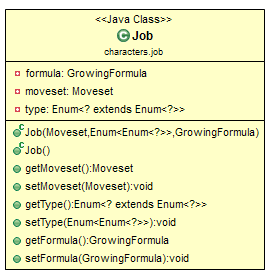 <<Java Class>>
Job
characters.job
formula: GrowingFormula
moveset: Moveset
type: Enum<? extends Enum<?>>
Job(Moveset,Enum<Enum<?>>,GrowingFormula)
Job()
getMoveset():Moveset
setMoveset(Moveset):void
getType():Enum<? extends Enum<?>>
setType(Enum<Enum<?>>):void
getFormula():GrowingFormula
setFormula(GrowingFormula):void